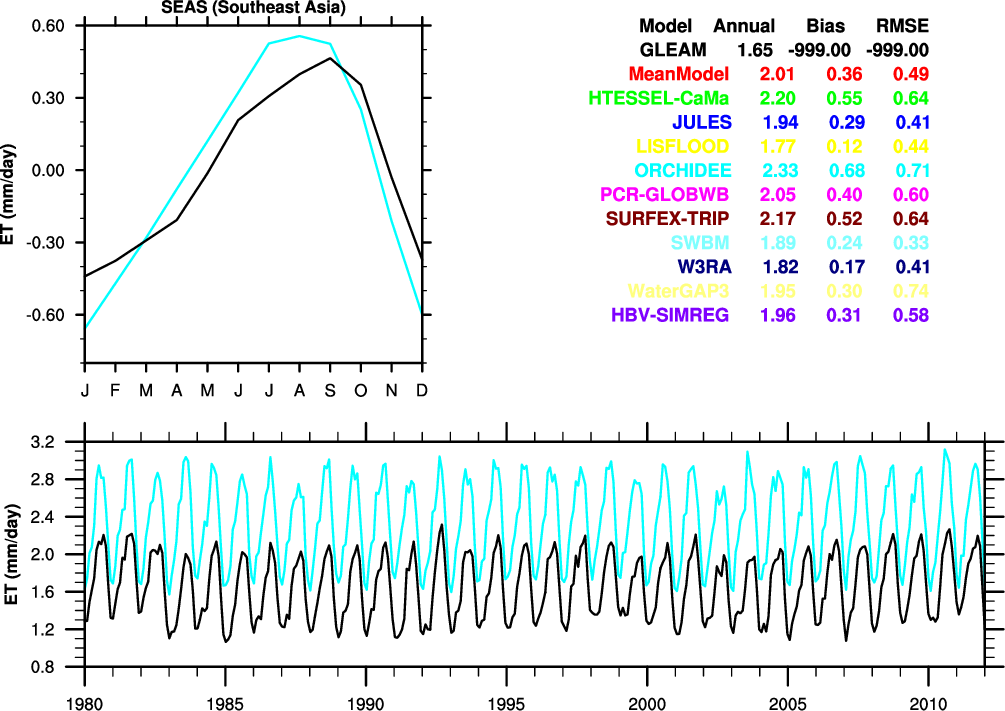 SEAS (Southeast Asia)
0.60
0.30
0.00
-0.30
-0.60
ET (mm/day)
J F M A M J J A S O N D
Model Annual Bias RMSE
GLEAM 1.65 -999.00 -999.00
MeanModel 2.01 0.36 0.49
HTESSEL-CaMa 2.20 0.55 0.64
JULES 1.94 0.29 0.41
LISFLOOD 1.77 0.12 0.44
ORCHIDEE 2.33 0.68 0.71
PCR-GLOBWB 2.05 0.40 0.60
SURFEX-TRIP 2.17 0.52 0.64
SWBM 1.89 0.24 0.33
W3RA 1.82 0.17 0.41
WaterGAP3 1.95 0.30 0.74
HBV-SIMREG 1.96 0.31 0.58
3.2
2.8
2.4
2.0
1.6
1.2
0.8
ET (mm/day)
1980 1985 1990 1995 2000 2005 2010